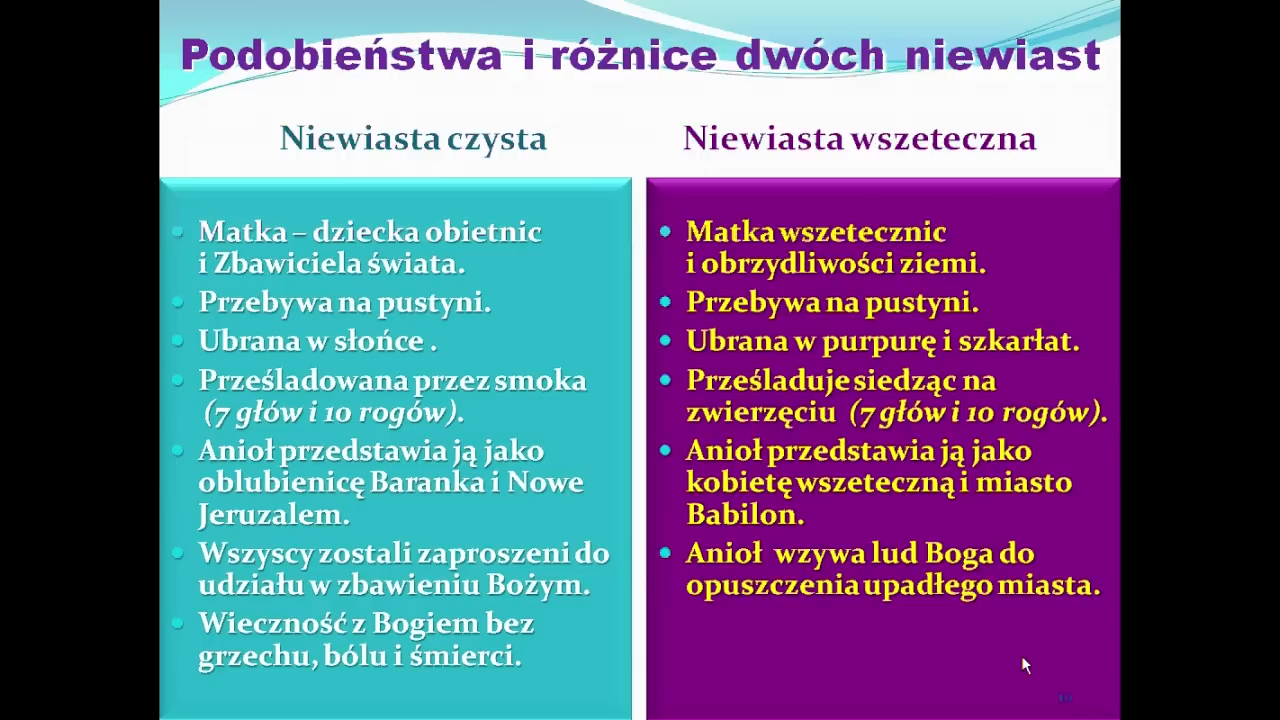 Podobieństwa i różnice dwóch niewiast
Niewiasta czysta
Matka – dziecka obietnic
i Zbawiciela świata.
Przebywa na pustyni.
Ubrana w słońce .
Prześladowana przez smoka
(7 głów i 10 rogów).
Anioł przedstawia ją jako
oblubienicę Baranka i Nowe
Jeruzalem.
Wszyscy zostali zaproszeni do
udziału w zbawieniu Bożym.
Wieczność z Bogiem bez
grzechu, bólu i śmierci.
Niewiasta wszeteczna
Matka wszetecznic
i obrzydliwości ziemi.
Przebywa na pustyni.
Ubrana w purpurę i szkarłat.
Prześladuje siedząc na
zwierzęciu (7 głów i 10 rogów).
Anioł przedstawia ją jako
kobietę wszeteczną i miasto
Babilon.
Anioł wzywa lud Boga do
opuszczenia upadłego miasta.